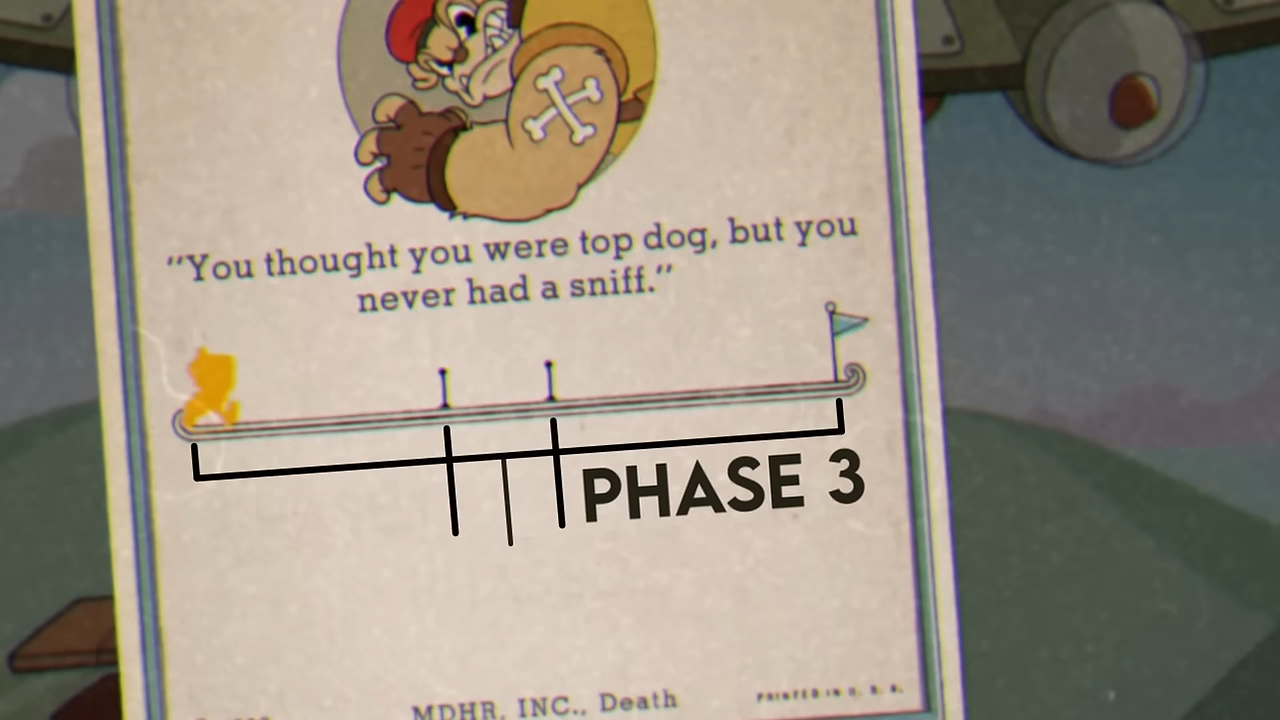 “You thought you were top dog, but you
never had a sniff.”
PHASE 3
MDHR, INC., Death
PRINTED IN U. S. A.